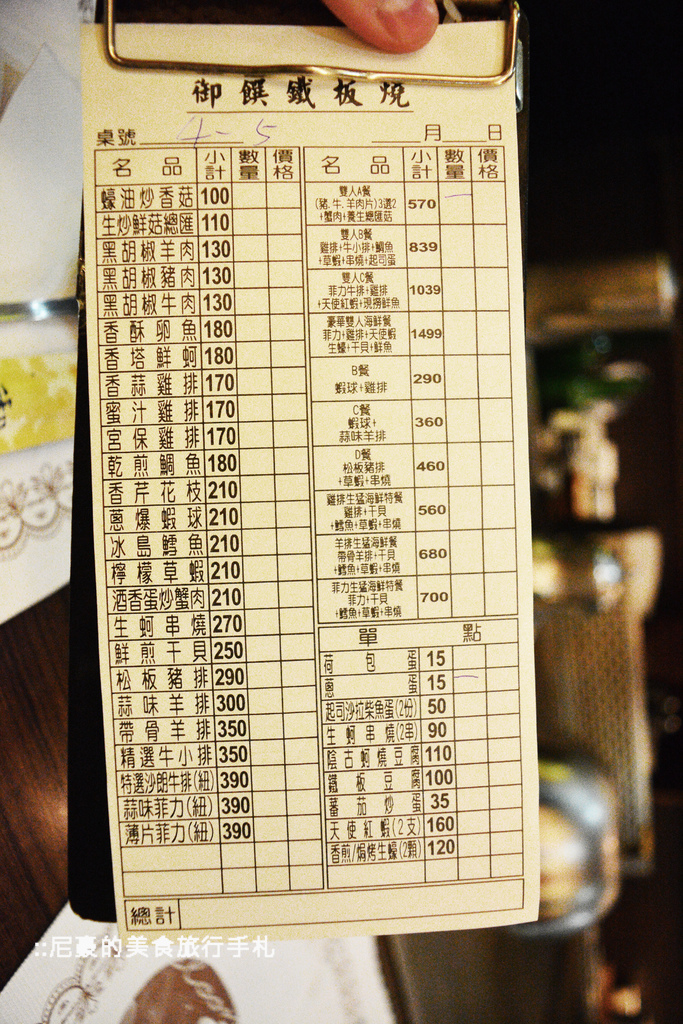 御饌鐵板燒
桌號 4-5 月 日
名品 小計 數量 價格
蠔油炒香菇 100
生炒鮮菇總匯 110
黑胡椒羊肉 130
黑胡椒豬肉 130
黑胡椒牛肉 130
香酥卵魚 180
香塔鮮蚵 180
香蒜雞排 170
蜜汁雞排 170
宮保雞排 170
乾煎鯛魚 180
香芹花枝 210
蔥爆蝦球 210
冰島鱈魚 210
檸檬草蝦 210
酒香蛋炒蟹肉 210
生蚵串燒 270
鮮煎干貝 250
松板豬排 290
蒜味羊排 300
帶骨羊排 350
精選牛小排 350
特選沙朗牛排(紐) 390
蒜味菲力(紐) 390
薄片菲力(紐) 390
總計
名品 小計 數量 價格
雙人A餐
(豬.牛.羊肉片)3選2
+蟹肉+養生總匯菇 570 一
雙人B餐
雞排+牛小排+鯛魚
+草蝦+串燒+起司蛋 839
雙人C餐
菲力牛排+雞排
+天使紅蝦+現撈鮮魚 1039
豪華雙人海鮮餐
菲力+雞排+天使蝦
生蠔+干貝+鮮魚 1499
B餐
蝦球+雞排 290
C餐
蝦球+
蒜味羊排 360
D餐
松板豬排
+草蝦+串燒 460
雞排生猛海鮮特餐
雞排+干貝
+鱈魚+草蝦+串燒 560
羊排生猛海鮮餐
帶骨羊排+干貝
+鱈魚+草蝦+串燒 680
菲力生猛海鮮特餐
菲力+干貝
+鱈魚+草蝦+串燒 700
單點
荷包蛋 15
蔥蛋 15 一
起司沙拉柴魚蛋(2份) 50
生蚵串燒(2串) 90
陰古蚵燒豆腐 110
鐵板豆腐 100
蕃茄炒蛋 35
天使紅蝦(2支) 160
香煎/焗烤生蠔(2顆) 120
::尼豪的美食旅行手札